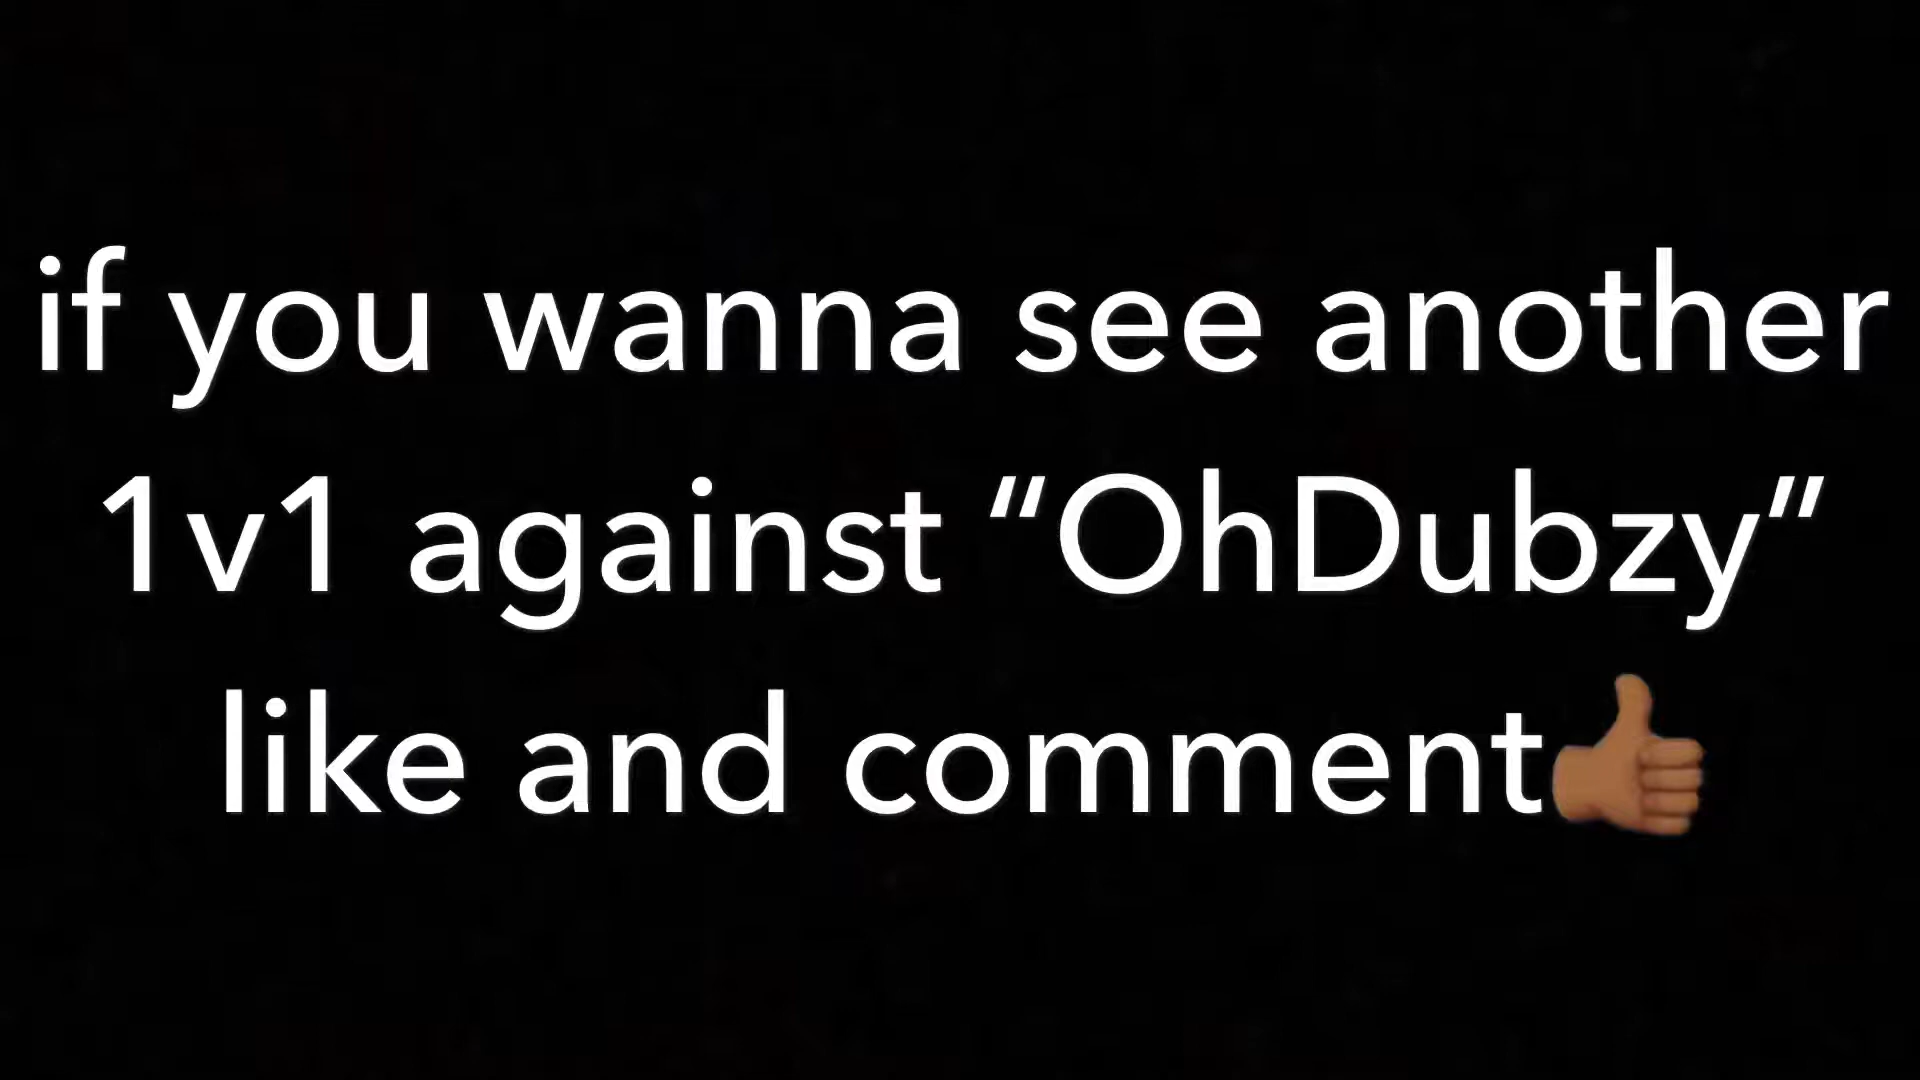 if you wanna see another
1v1 against “OhDubzy”
like and comment👍🏽